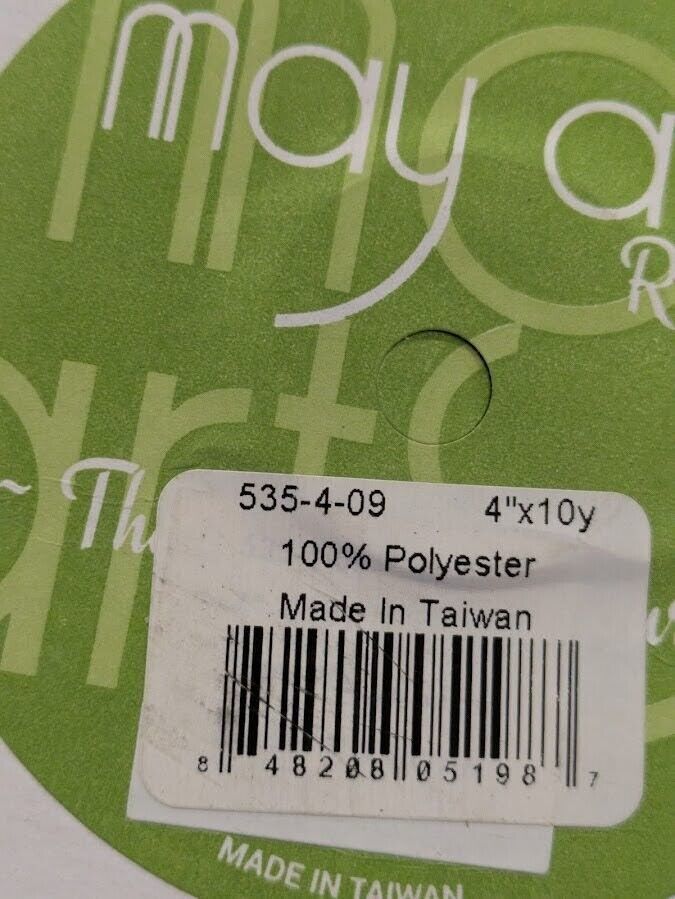 may a
R
arts
~ Th
535-4-09 4"x10y
100% Polyester
Made In Taiwan
8 48208 05198 7
MADE IN TAIWAN